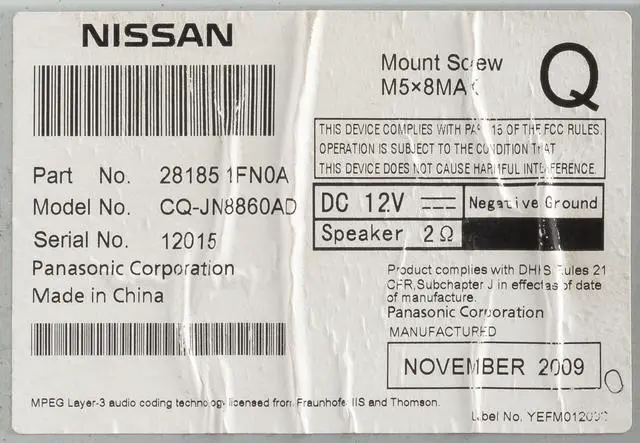 NISSAN
Mount Screw
M5×8MAX
Q
THIS DEVICE COMPLIES WITH PART 15 OF THE FCC RULES.
OPERATION IS SUBJECT TO THE CONDITION THAT
THIS DEVICE DOES NOT CAUSE HARMFUL INTERFERENCE.
Part No. 28185 1FN0A
Model No. CQ-JN8860AD
Serial No. 12015
DC 12V Negative Ground
Speaker 2Ω
Panasonic Corporation
Made in China
Product complies with DHHS Rules 21
CFR,Subchapter J in effect as of date
of manufacture.
Panasonic Corporation
MANUFACTURED
NOVEMBER 2009
MPEG Layer-3 audio coding technology licensed from Fraunhofer IIS and Thomson.
Label No.